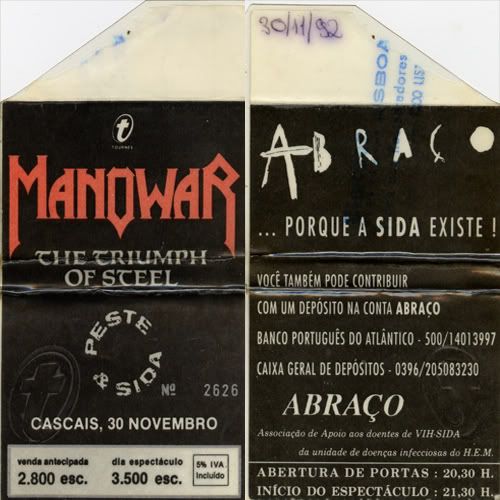 t
TOURNÉE
MANOWAR
THE TRIUMPH
OF STEEL
PESTE
& SIDA
Nº 2626
CASCAIS, 30 NOVEMBRO
venda antecipada
2.800 esc.
dia espectáculo
3.500 esc.
5% IVA
incluído
30/11/92
ABRAÇO
... PORQUE A SIDA EXISTE !
VOCÊ TAMBÉM PODE CONTRIBUIR
COM UM DEPÓSITO NA CONTA ABRAÇO
BANCO PORTUGUÊS DO ATLÂNTICO - 500/14013997
CAIXA GERAL DE DEPÓSITOS - 0396/205083230
ABRAÇO
Associação de Apoio aos doentes de VIH-SIDA
da unidade de doenças infecciosas do H.E.M.
ABERTURA DE PORTAS : 20,30 H.
INÍCIO DO ESPECTÁCULO : 21,30 H.